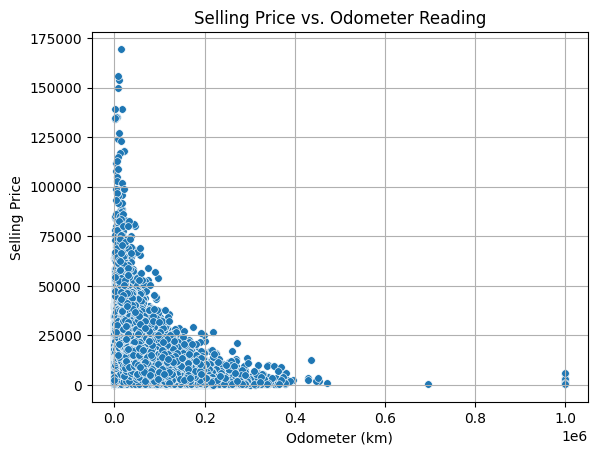 Selling Price vs. Odometer Reading
175000
150000
125000
100000
75000
50000
25000
0
Selling Price
0.0 0.2 0.4 0.6 0.8 1.0
1e6
Odometer (km)